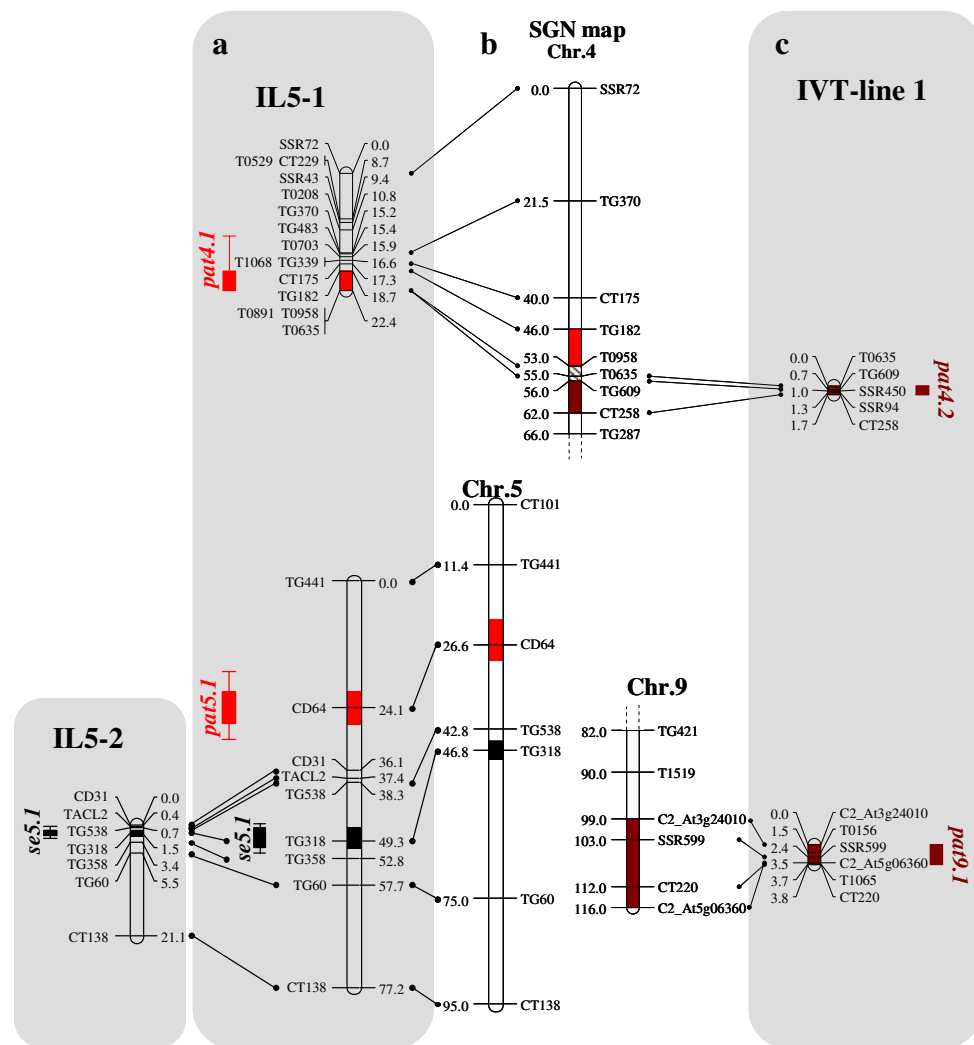 a
b
SGN map
Chr.4
c
IL5-1
IVT-line 1
SSR72 0.0
T0529 CT229 8.7
SSR43 9.4
T0208 10.8
TG370 15.2
TG483 15.4
T0703 15.9
T1068 TG339 16.6
CT175 17.3
TG182 18.7
T0891 T0958 22.4
T0635
pat4.1
0.0 SSR72
21.5 TG370
40.0 CT175
46.0 TG182
53.0 T0958
55.0 T0635
56.0 TG609
62.0 CT258
66.0 TG287
0.0 T0635
0.7 TG609
1.0 SSR450
1.3 SSR94
1.7 CT258
pat4.2
Chr.5
0.0 CT101
11.4 TG441
26.6 CD64
42.8 TG538
46.8 TG318
75.0 TG60
95.0 CT138
TG441 0.0
CD64 24.1
CD31 36.1
TACL2 37.4
TG538 38.3
TG318 49.3
TG358 52.8
TG60 57.7
CT138 77.2
pat5.1
se5.1
IL5-2
CD31 0.0
TACL2 0.4
TG538 0.7
TG318 1.5
TG358 3.4
TG60 5.5
CT138 21.1
se5.1
Chr.9
82.0 TG421
90.0 T1519
99.0 C2_At3g24010
103.0 SSR599
112.0 CT220
116.0 C2_At5g06360
0.0 C2_At3g24010
1.5 T0156
2.4 SSR599
3.5 C2_At5g06360
3.7 T1065
3.8 CT220
pat9.1